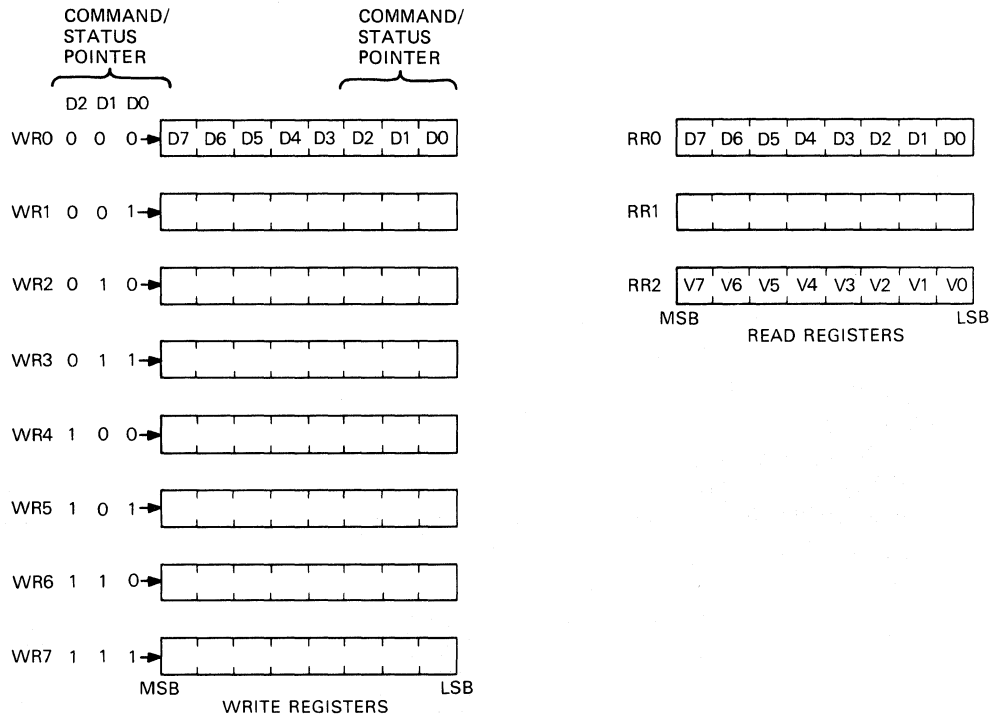 COMMAND/
STATUS
POINTER
COMMAND/
STATUS
POINTER
D2 D1 D0
WR0 0 0 0 D7 D6 D5 D4 D3 D2 D1 D0
RR0 D7 D6 D5 D4 D3 D2 D1 D0
WR1 0 0 1
RR1
WR2 0 1 0
RR2 V7 V6 V5 V4 V3 V2 V1 V0
MSB LSB
READ REGISTERS
WR3 0 1 1
WR4 1 0 0
WR5 1 0 1
WR6 1 1 0
WR7 1 1 1
MSB LSB
WRITE REGISTERS